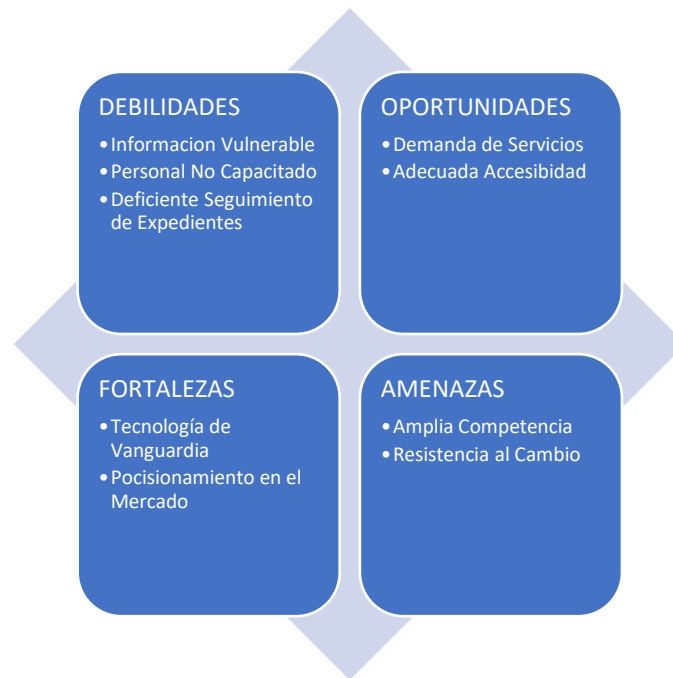 DEBILIDADES
•Informacion Vulnerable
•Personal No Capacitado
•Deficiente Seguimiento
de Expedientes
OPORTUNIDADES
•Demanda de Servicios
•Adecuada Accesibidad
FORTALEZAS
•Tecnología de
Vanguardia
•Pocisionamiento en el
Mercado
AMENAZAS
•Amplia Competencia
•Resistencia al Cambio